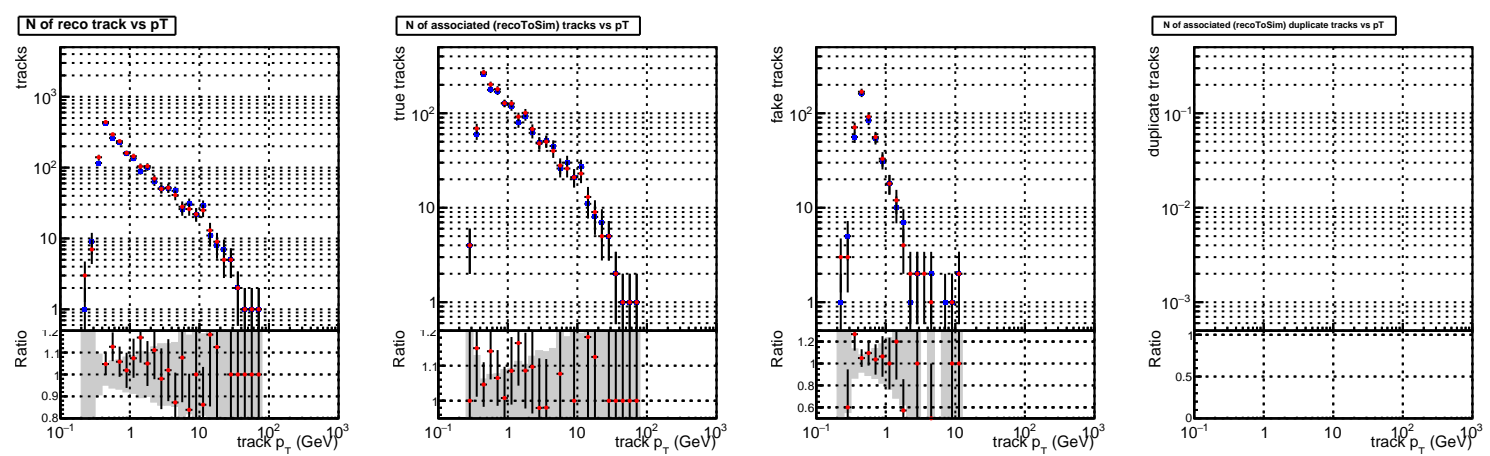 N of reco track vs pT
tracks
10³
10²
10
1
Ratio
1.2
1.1
1
0.9
0.8
10⁻¹ 1 10 10² 10³
track p_T (GeV)
N of associated (recoToSim) tracks vs pT
true tracks
10²
10
1
Ratio
1.2
1.1
1
10⁻¹ 1 10 10² 10³
track p_T (GeV)
fake tracks
10²
10
1
Ratio
1.2
1
0.8
0.6
10⁻¹ 1 10 10² 10³
track p_T (GeV)
N of associated (recoToSim) duplicate tracks vs pT
duplicate tracks
10⁻¹
10⁻²
10⁻³
Ratio
1
0.5
0
10⁻¹ 1 10 10² 10³
track p_T (GeV)